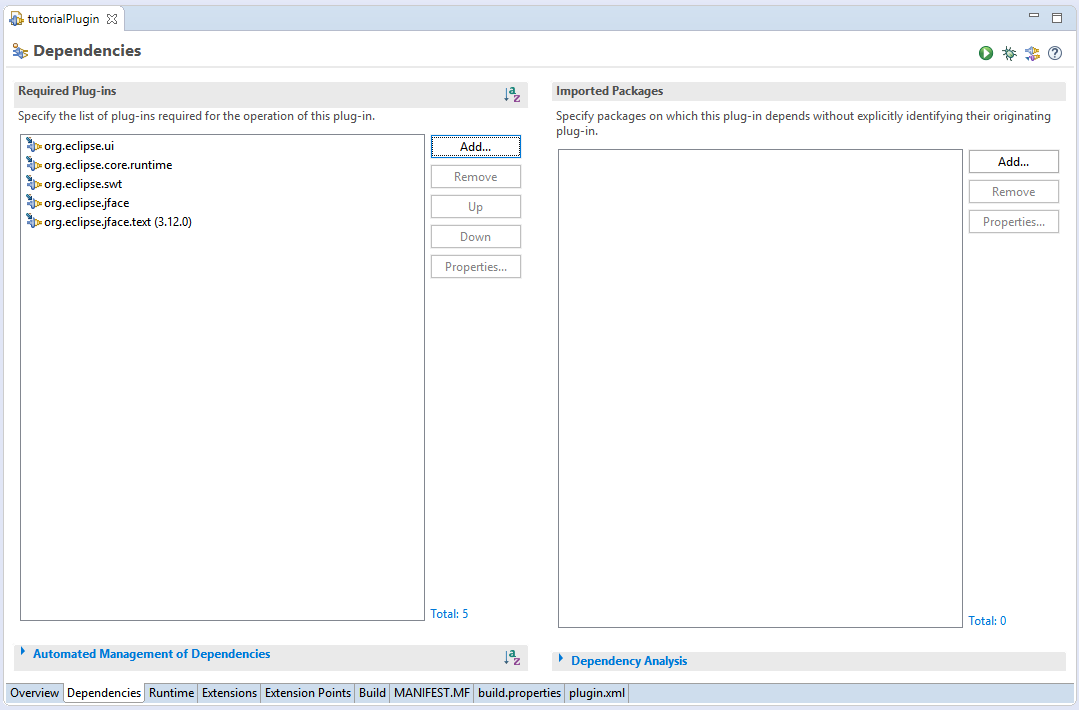 tutorialPlugin
Dependencies
Required Plug-ins
Specify the list of plug-ins required for the operation of this plug-in.
org.eclipse.ui
org.eclipse.core.runtime
org.eclipse.swt
org.eclipse.jface
org.eclipse.jface.text (3.12.0)
Add...
Remove
Up
Down
Properties...
Total: 5
Automated Management of Dependencies
Imported Packages
Specify packages on which this plug-in depends without explicitly identifying their originating
plug-in.
Add...
Remove
Properties...
Total: 0
Dependency Analysis
Overview Dependencies Runtime Extensions Extension Points Build MANIFEST.MF build.properties plugin.xml